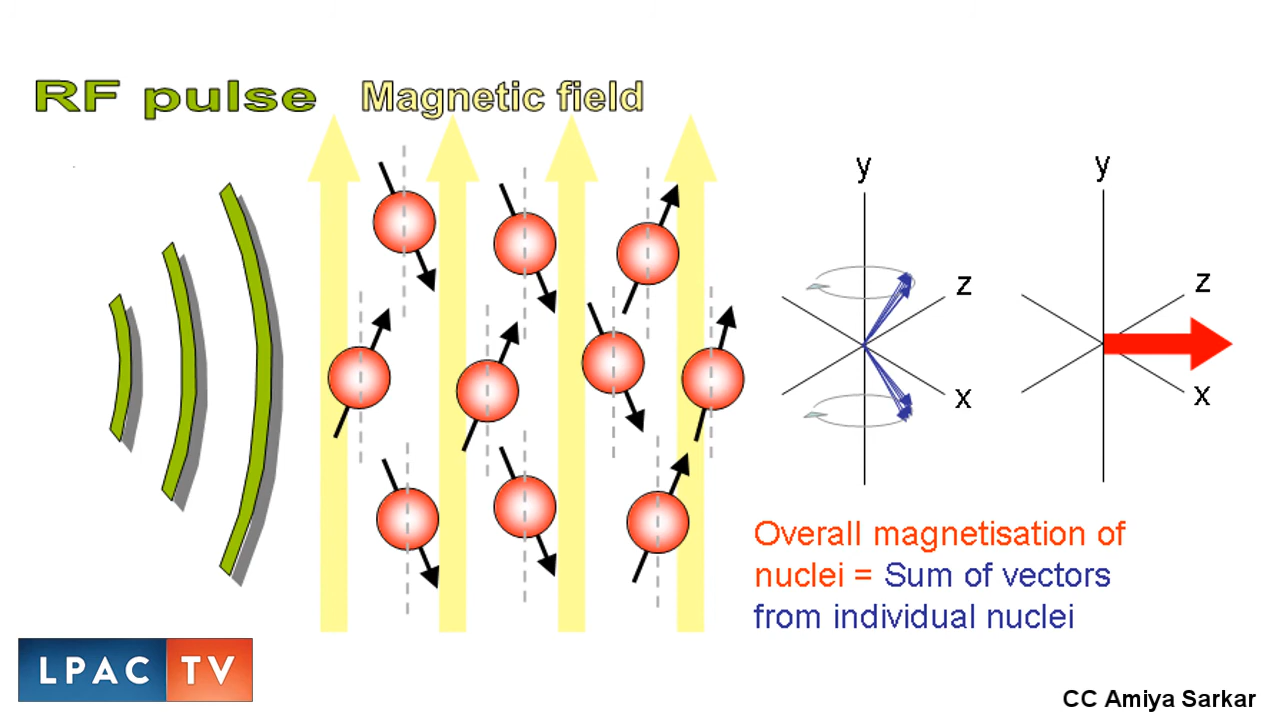 RF pulse
Magnetic field
y
z
x
y
z
x
Overall magnetisation of
nuclei = Sum of vectors
from individual nuclei
LPAC TV
CC Amiya Sarkar